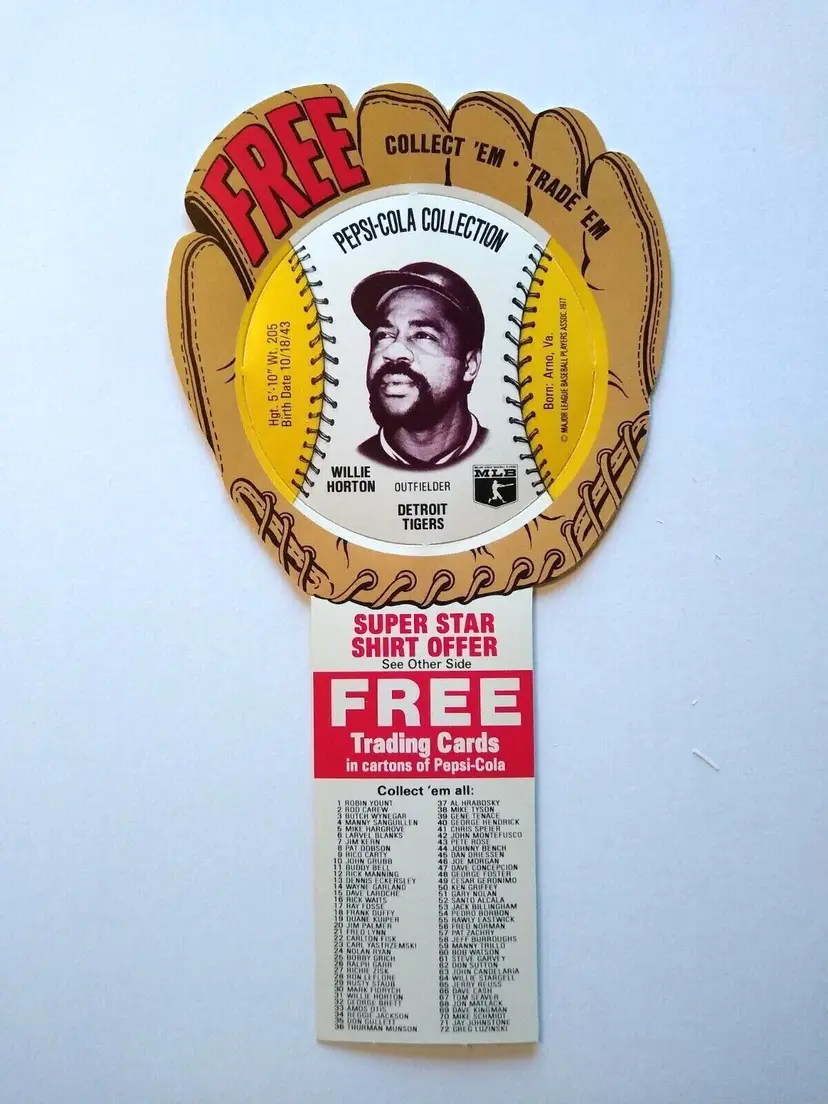 FREE
COLLECT 'EM · TRADE 'EM
PEPSI-COLA COLLECTION
Hgt. 5'-10" Wt. 205
Birth Date 10/18/43
Born: Arno, Va.
© MAJOR LEAGUE BASEBALL PLAYERS ASSOC. 1977
WILLIE
HORTON
OUTFIELDER
MLB
DETROIT
TIGERS
SUPER STAR
SHIRT OFFER
See Other Side
FREE
Trading Cards
in cartons of Pepsi-Cola
Collect 'em all:
1 ROBIN YOUNT
2 ROD CAREW
3 BUTCH WYNEGAR
4 MANNY SANGUILLEN
5 MIKE HARGROVE
6 LARVEL BLANKS
7 JIM KERN
8 PAT DOBSON
9 RICO CARTY
10 JOHN GRUBB
11 BUDDY BELL
12 RICK MANNING
13 DENNIS ECKERSLEY
14 WAYNE GARLAND
15 DAVE LAROCHE
16 RICK WAITS
17 RAY FOSSE
18 FRANK DUFFY
19 DUANE KUIPER
20 JIM PALMER
21 FRED LYNN
22 CARLTON FISK
23 CARL YASTRZEMSKI
24 NOLAN RYAN
25 BOBBY GRICH
26 RALPH GARR
27 RICHIE ZISK
28 RON LEFLORE
29 RUSTY STAUB
30 MARK FIDRYCH
31 WILLIE HORTON
32 GEORGE BRETT
33 AMOS OTIS
34 REGGIE JACKSON
35 DON GULLETT
36 THURMAN MUNSON
37 AL HRABOSKY
38 MIKE TYSON
39 GENE TENACE
40 GEORGE HENDRICK
41 CHRIS SPEIER
42 JOHN MONTEFUSCO
43 PETE ROSE
44 JOHNNY BENCH
45 DAN DRIESSEN
46 JOE MORGAN
47 DAVE CONCEPCION
48 GEORGE FOSTER
49 CESAR GERONIMO
50 KEN GRIFFEY
51 GARY NOLAN
52 SANTO ALCALA
53 JACK BILLINGHAM
54 PEDRO BORBON
55 RAWLY EASTWICK
56 FRED NORMAN
57 PAT ZACHRY
58 JEFF BURROUGHS
59 MANNY TRILLO
60 BOB WATSON
61 STEVE GARVEY
62 DON SUTTON
63 JOHN CANDELARIA
64 WILLIE STARGELL
65 JERRY REUSS
66 DAVE CASH
67 TOM SEAVER
68 JON MATLACK
69 DAVE KINGMAN
70 MIKE SCHMIDT
71 JAY JOHNSTONE
72 GREG LUZINSKI